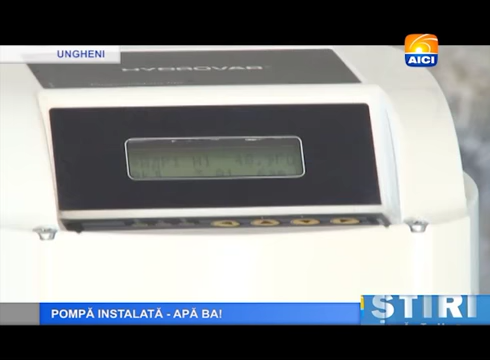 UNGHENI
AICI
HYDROVAR
POMPĂ INSTALATĂ - APĂ BA!
ȘTIRI